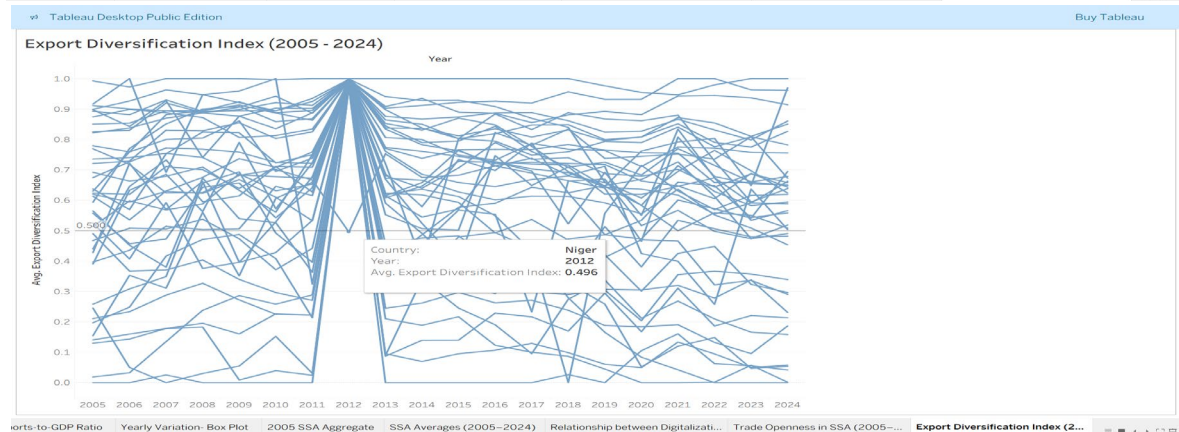 Tableau Desktop Public Edition Buy Tableau
Export Diversification Index (2005 - 2024)
Year
1.0
0.9
0.8
0.7
0.6
0.500
0.5
0.4
0.3
0.2
0.1
0.0
Avg. Export Diversification Index
Country: Niger
Year: 2012
Avg. Export Diversification Index: 0.496
2005 2006 2007 2008 2009 2010 2011 2012 2013 2014 2015 2016 2017 2018 2019 2020 2021 2022 2023 2024
orts-to-GDP Ratio Yearly Variation- Box Plot 2005 SSA Aggregate SSA Averages (2005–2024) Relationship between Digitalizati... Trade Openness in SSA (2005–... Export Diversification Index (2...